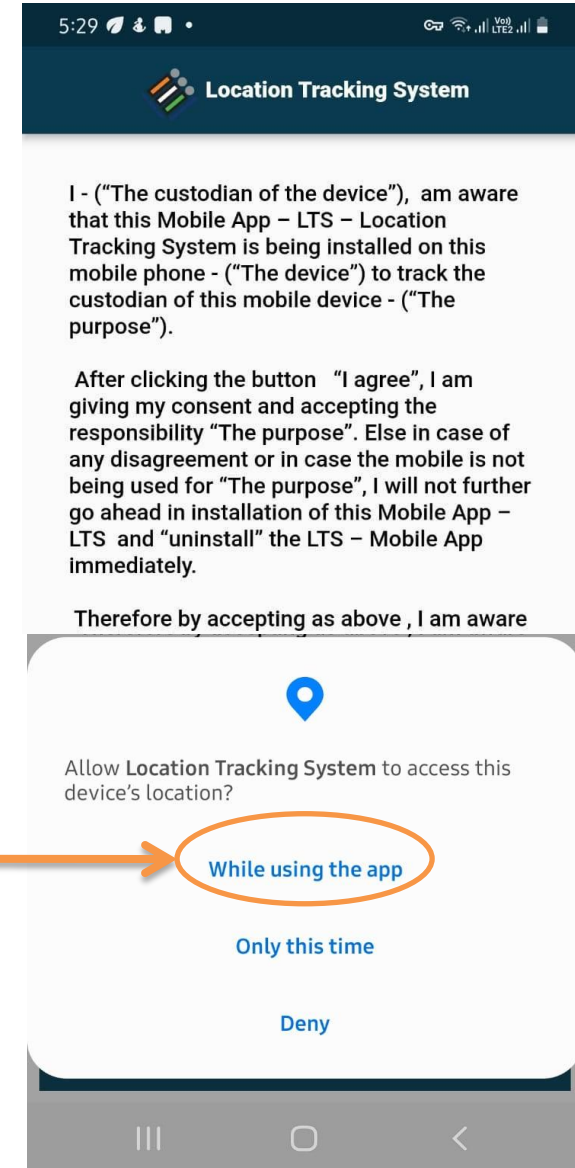 5:29
Vo))
LTE2
Location Tracking System
I - (“The custodian of the device”), am aware
that this Mobile App – LTS – Location
Tracking System is being installed on this
mobile phone - (“The device”) to track the
custodian of this mobile device - (“The
purpose”).
After clicking the button “I agree”, I am
giving my consent and accepting the
responsibility “The purpose”. Else in case of
any disagreement or in case the mobile is not
being used for “The purpose”, I will not further
go ahead in installation of this Mobile App –
LTS and “uninstall” the LTS – Mobile App
immediately.
Therefore by accepting as above , I am aware
Allow Location Tracking System to access this
device’s location?
While using the app
Only this time
Deny